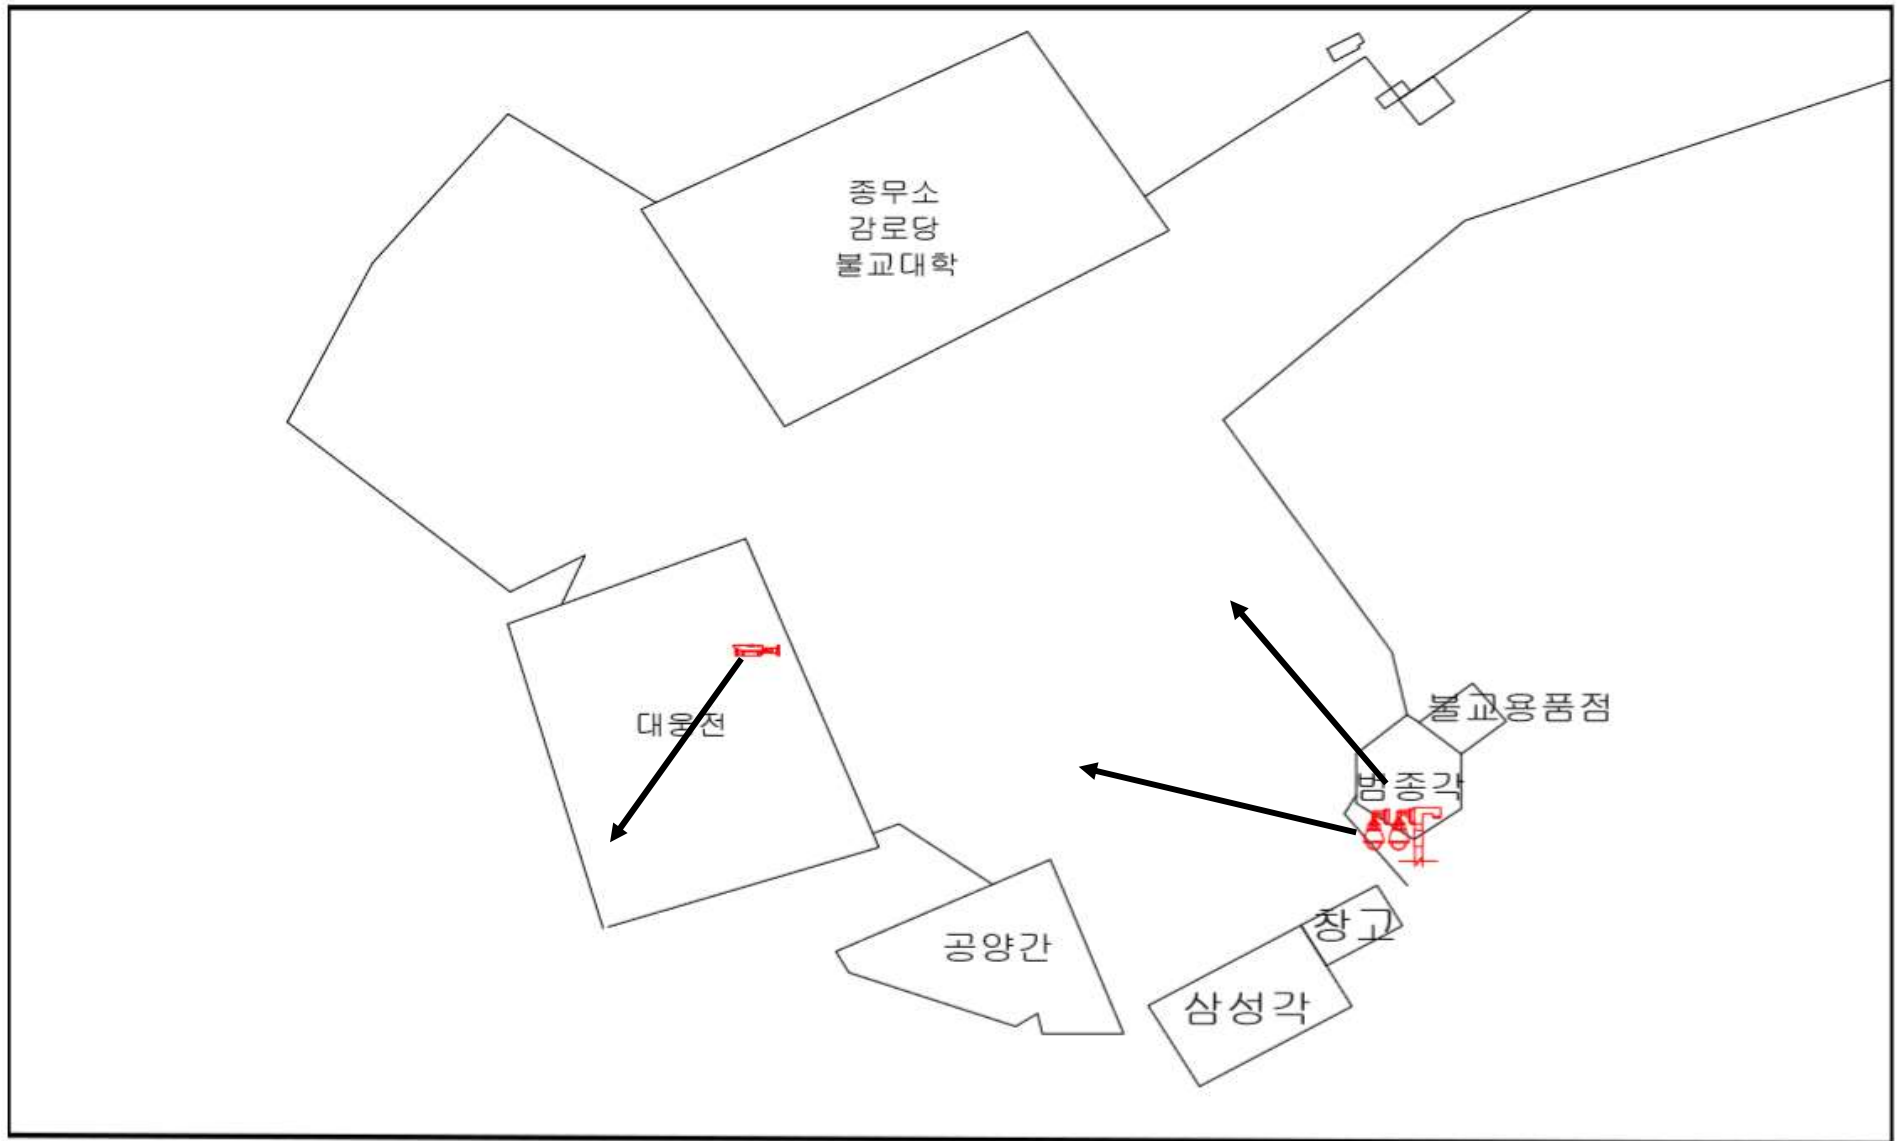 종무소
감로당
불교대학
불교용품점
대웅전
범종각
창고
공양간
삼성각